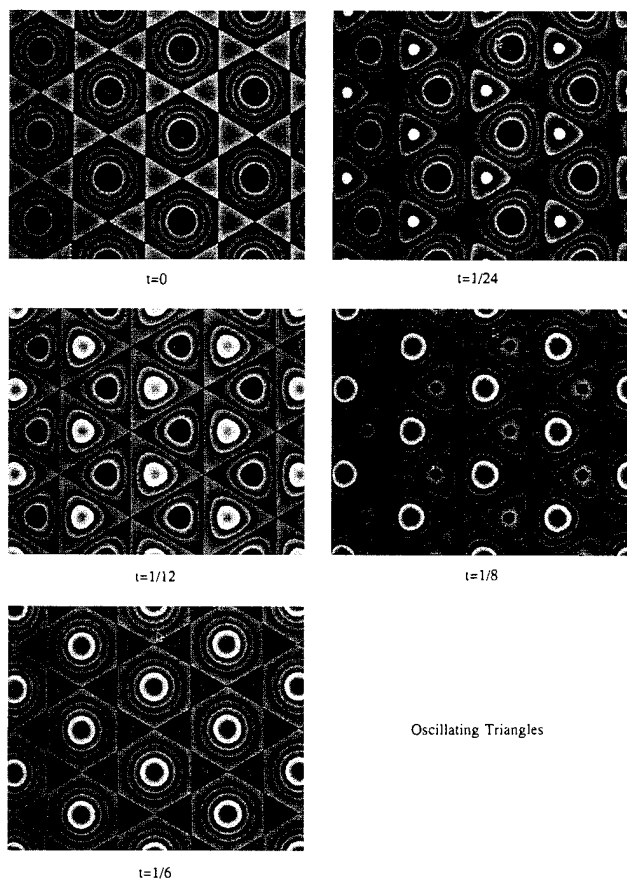 t=0
t=1/24
t=1/12
t=1/8
Oscillating Triangles
t=1/6